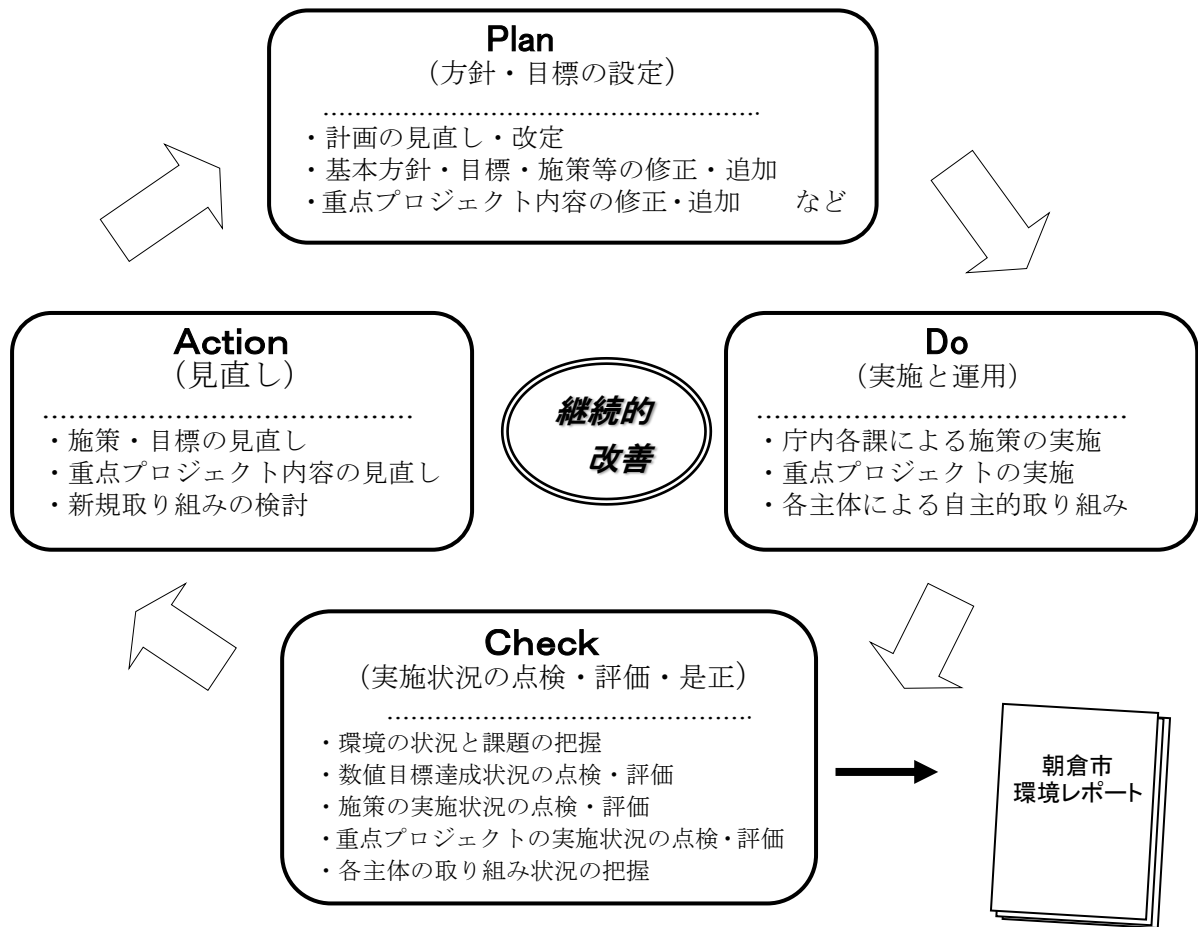 Plan
（方針・目標の設定）
・計画の見直し・改定
・基本方針・目標・施策等の修正・追加
・重点プロジェクト内容の修正・追加　　など
Action
（見直し）
・施策・目標の見直し
・重点プロジェクト内容の見直し
・新規取り組みの検討
継続的
改善
Do
（実施と運用）
・庁内各課による施策の実施
・重点プロジェクトの実施
・各主体による自主的取り組み
Check
（実施状況の点検・評価・是正）
・環境の状況と課題の把握
・数値目標達成状況の点検・評価
・施策の実施状況の点検・評価
・重点プロジェクトの実施状況の点検・評価
・各主体の取り組み状況の把握
朝倉市
環境レポート